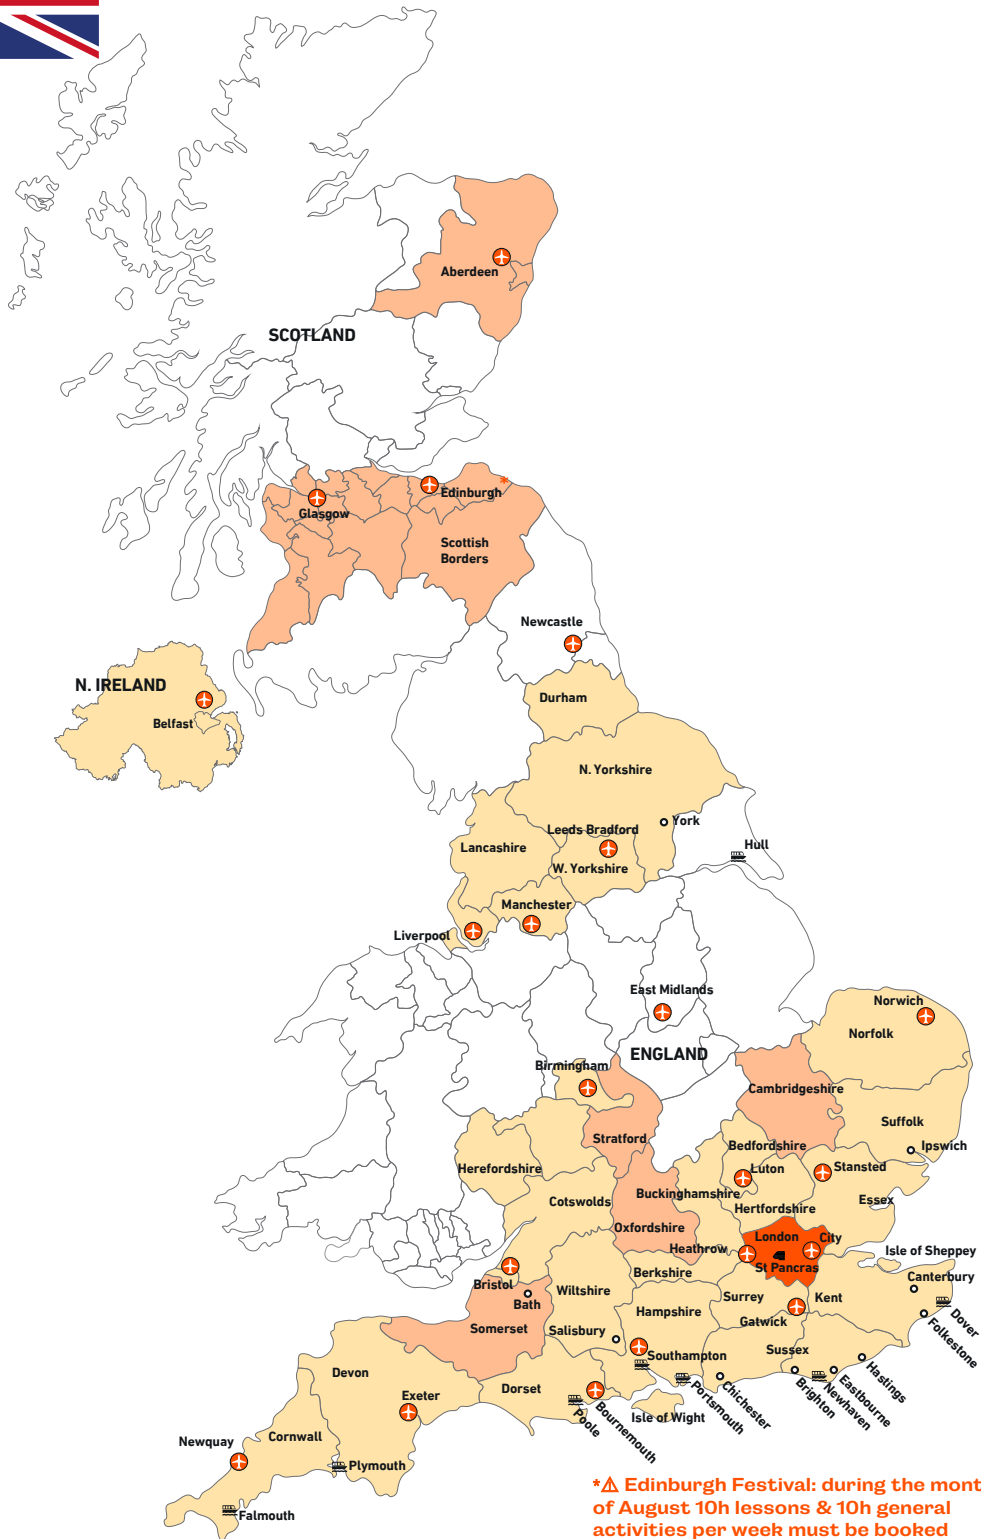 Aberdeen
SCOTLAND
Edinburgh
*
Glasgow
Scottish
Borders
Newcastle
N. IRELAND
Belfast
Durham
N. Yorkshire
York
Leeds Bradford
Hull
Lancashire
W. Yorkshire
Manchester
Liverpool
East Midlands
Norwich
Norfolk
ENGLAND
Birmingham
Cambridgeshire
Suffolk
Stratford
Bedfordshire
Ipswich
Herefordshire
Luton
Stansted
Buckinghamshire
Essex
Cotswolds
Hertfordshire
Oxfordshire
London
City
Heathrow
St Pancras
Isle of Sheppey
Berkshire
Canterbury
Bristol
Wiltshire
Bath
Surrey
Kent
Hampshire
Dover
Gatwick
Folkestone
Somerset
Salisbury
Sussex
Southampton
Hastings
Devon
Dorset
Exeter
Portsmouth
Chichester
Brighton
Newhaven
Eastbourne
Poole
Bournemouth
Isle of Wight
Cornwall
Newquay
Plymouth
Falmouth
*⚠ Edinburgh Festival: during the mont
of August 10h lessons & 10h general
activities per week must be booked